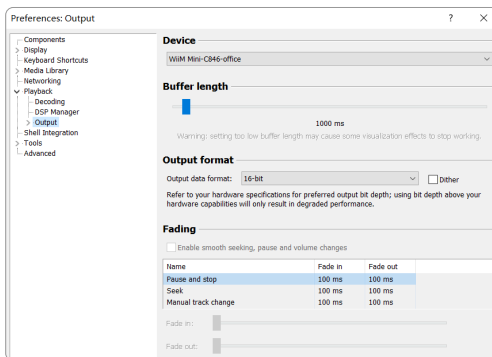 Preferences: Output
?
Components
Display
Keyboard Shortcuts
Media Library
Networking
Playback
Decoding
DSP Manager
Output
Shell Integration
Tools
Advanced
Device
WiiM Mini-C846-office
Buffer length
1000 ms
Warning: setting too low buffer length may cause some visualization effects to stop working.
Output format
Output data format: 16-bit Dither
Refer to your hardware specifications for preferred output bit depth; using bit depth above your
hardware capabilities will only result in degraded performance.
Fading
Enable smooth seeking, pause and volume changes
Name Fade in Fade out
Pause and stop 100 ms 100 ms
Seek 100 ms 100 ms
Manual track change 100 ms 100 ms
Fade in:
Fade out: